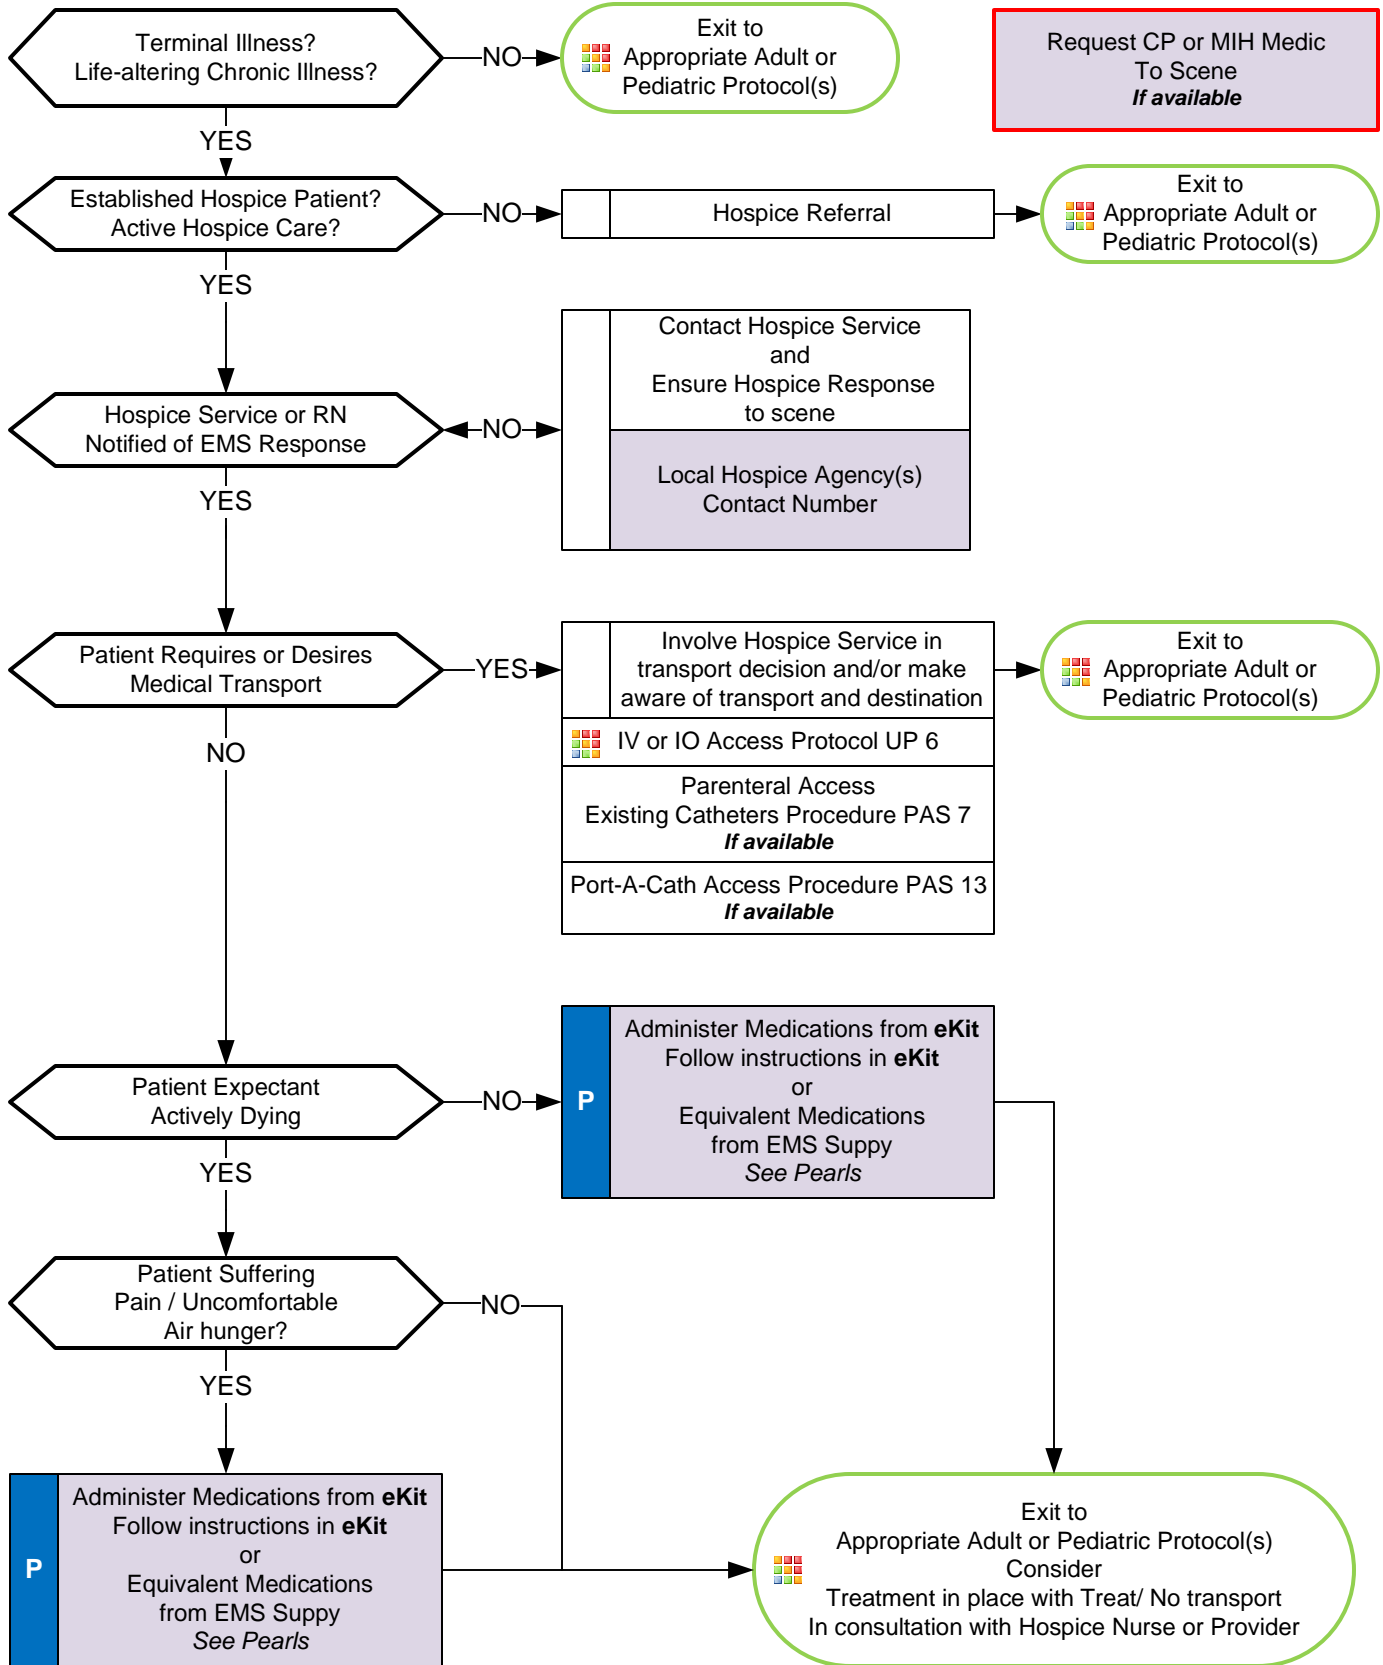 Terminal Illness?
Life-altering Chronic Illness?
NO
Exit to
Appropriate Adult or
Pediatric Protocol(s)
Request CP or MIH Medic
To Scene
If available
YES
Established Hospice Patient?
Active Hospice Care?
NO
Hospice Referral
Exit to
Appropriate Adult or
Pediatric Protocol(s)
YES
Contact Hospice Service
and
Ensure Hospice Response
to scene
Hospice Service or RN
Notified of EMS Response
NO
Local Hospice Agency(s)
Contact Number
YES
Patient Requires or Desires
Medical Transport
YES
Involve Hospice Service in
transport decision and/or make
aware of transport and destination
Exit to
Appropriate Adult or
Pediatric Protocol(s)
IV or IO Access Protocol UP 6
Parenteral Access
Existing Catheters Procedure PAS 7
If available
Port-A-Cath Access Procedure PAS 13
If available
NO
Patient Expectant
Actively Dying
NO
P
Administer Medications from eKit
Follow instructions in eKit
or
Equivalent Medications
from EMS Suppy
See Pearls
YES
Patient Suffering
Pain / Uncomfortable
Air hunger?
NO
YES
P
Administer Medications from eKit
Follow instructions in eKit
or
Equivalent Medications
from EMS Suppy
See Pearls
Exit to
Appropriate Adult or Pediatric Protocol(s)
Consider
Treatment in place with Treat/ No transport
In consultation with Hospice Nurse or Provider